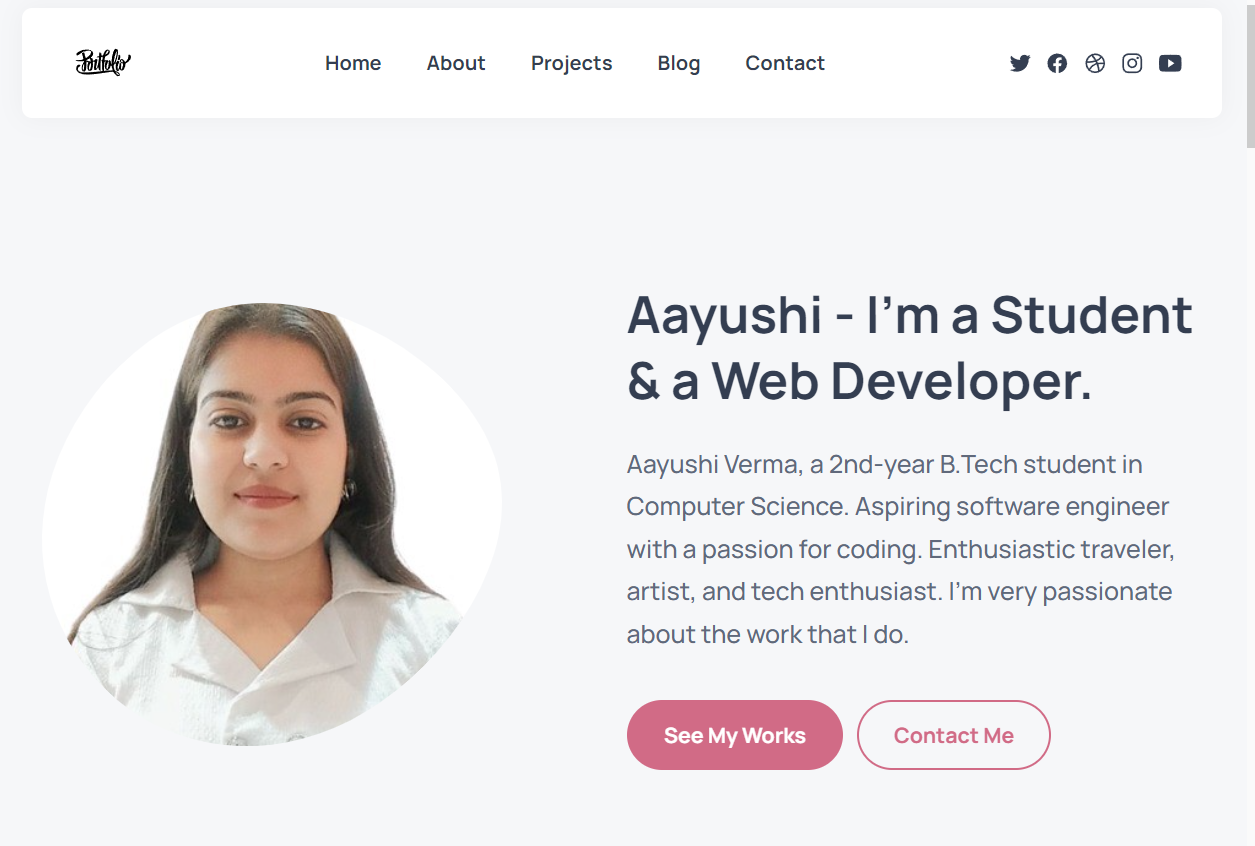 Portfolio
Home About Projects Blog Contact
Aayushi - I'm a Student
& a Web Developer.
Aayushi Verma, a 2nd-year B.Tech student in
Computer Science. Aspiring software engineer
with a passion for coding. Enthusiastic traveler,
artist, and tech enthusiast. I'm very passionate
about the work that I do.
See My Works Contact Me